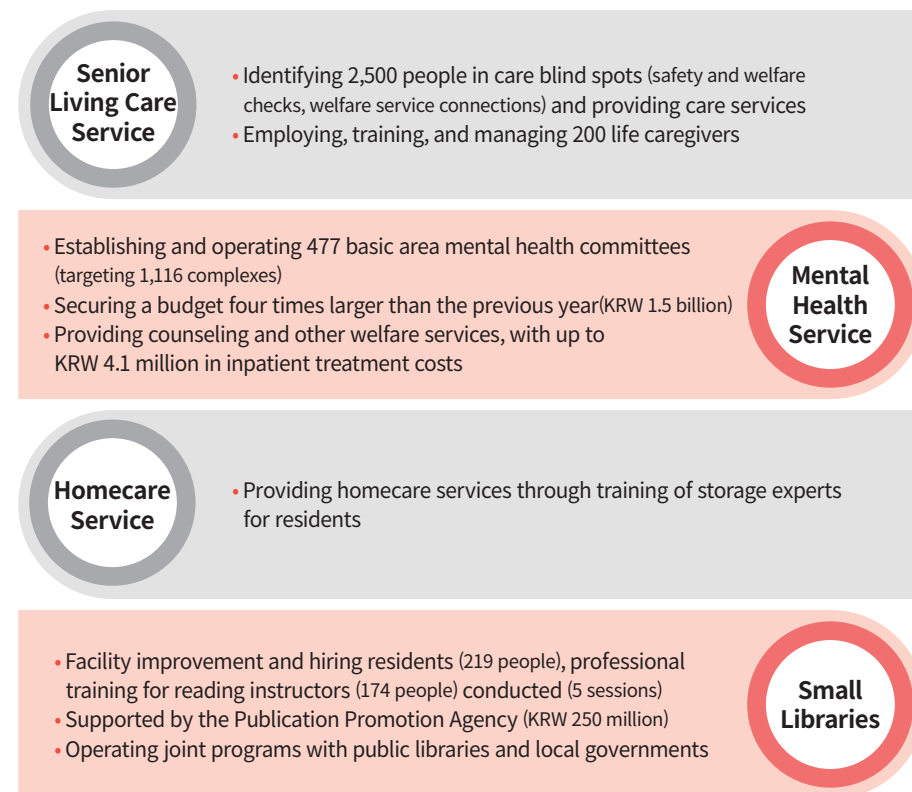 Senior
Living Care
Service
• Identifying 2,500 people in care blind spots (safety and welfare
checks, welfare service connections) and providing care services
• Employing, training, and managing 200 life caregivers
• Establishing and operating 477 basic area mental health committees
(targeting 1,116 complexes)
• Securing a budget four times larger than the previous year(KRW 1.5 billion)
• Providing counseling and other welfare services, with up to
KRW 4.1 million in inpatient treatment costs
Mental
Health
Service
Homecare
Service
• Providing homecare services through training of storage experts
for residents
• Facility improvement and hiring residents (219 people), professional
training for reading instructors (174 people) conducted (5 sessions)
• Supported by the Publication Promotion Agency (KRW 250 million)
• Operating joint programs with public libraries and local governments
Small
Libraries